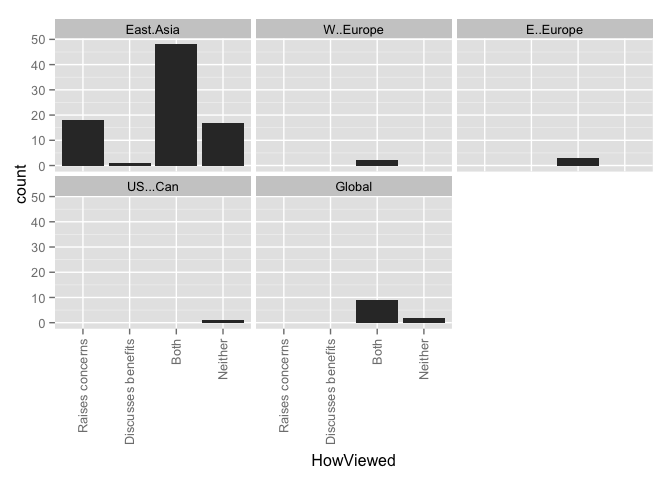 East.Asia
W..Europe
E..Europe
50
40
30
20
10
0
US...Can
Global
50
40
30
20
10
0
count
Raises concerns
Discusses benefits
Both
Neither
Raises concerns
Discusses benefits
Both
Neither
HowViewed